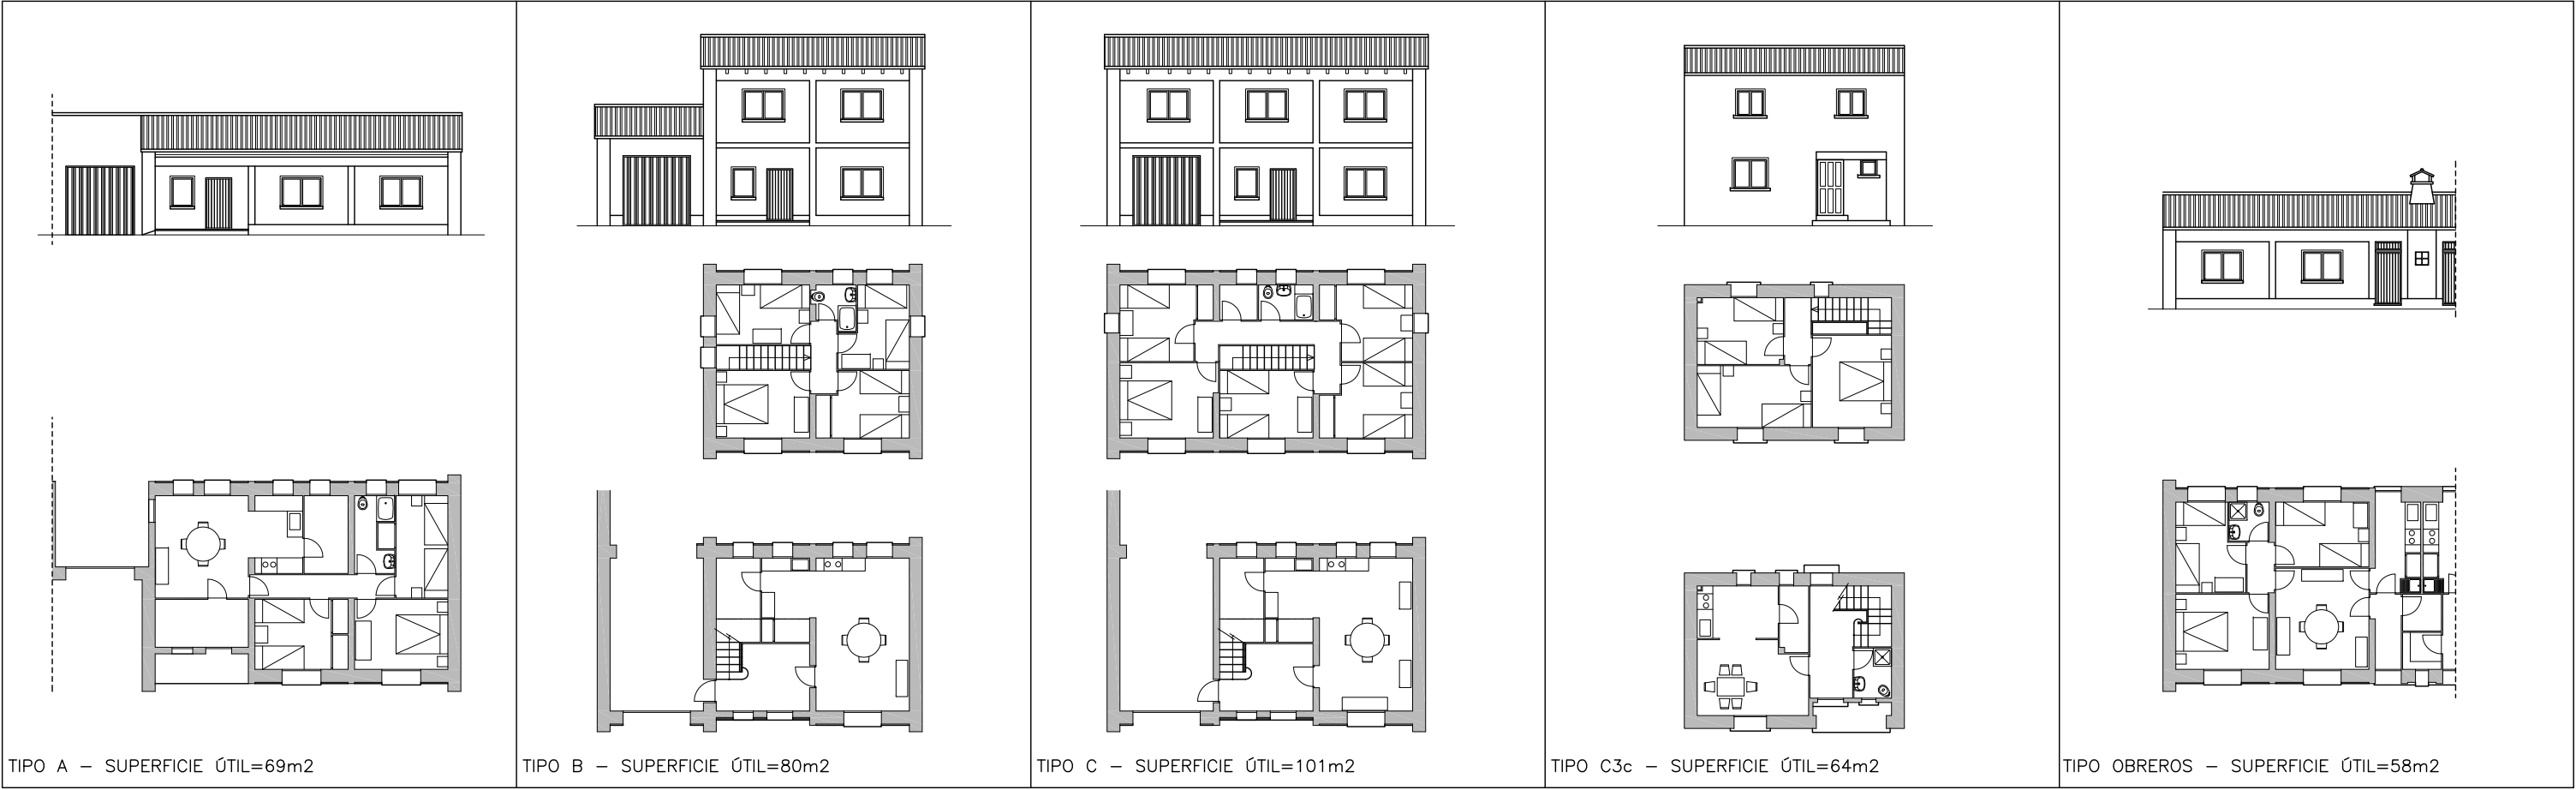 TIPO A – SUPERFICIE ÚTIL=69m2
TIPO B – SUPERFICIE ÚTIL=80m2
TIPO C – SUPERFICIE ÚTIL=101m2
TIPO C3c – SUPERFICIE ÚTIL=64m2
TIPO OBREROS – SUPERFICIE ÚTIL=58m2